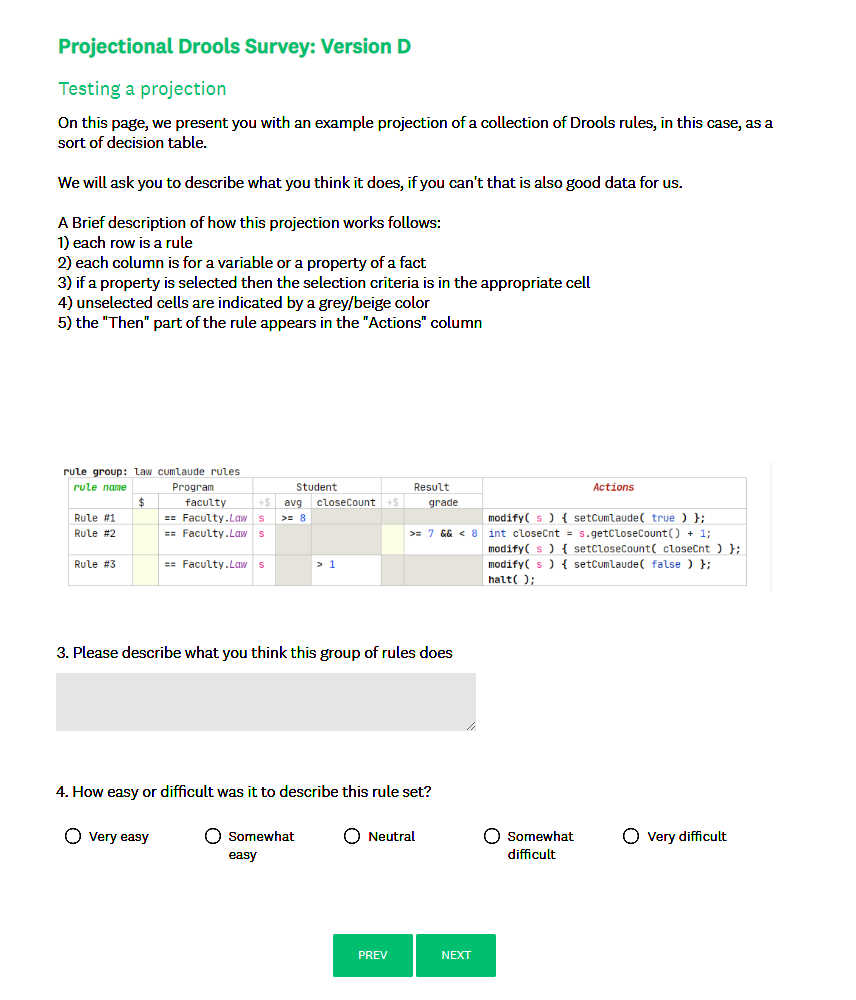 Projectional Drools Survey: Version D
Testing a projection
On this page, we present you with an example projection of a collection of Drools rules, in this case, as a
sort of decision table.
We will ask you to describe what you think it does, if you can't that is also good data for us.
A Brief description of how this projection works follows:
1) each row is a rule
2) each column is for a variable or a property of a fact
3) if a property is selected then the selection criteria is in the appropriate cell
4) unselected cells are indicated by a grey/beige color
5) the "Then" part of the rule appears in the "Actions" column
rule group: law cumlaude rules
rule name Program Student Result Actions
$ faculty +$ avg closeCount +$ grade
Rule #1 == Faculty.Law s >= 8 modify( s ) { setCumlaude( true ) };
Rule #2 == Faculty.Law s >= 7 && < 8 int closeCnt = s.getCloseCount() + 1;
modify( s ) { setCloseCount( closeCnt ) };
Rule #3 == Faculty.Law s > 1 modify( s ) { setCumlaude( false ) };
halt( );
3. Please describe what you think this group of rules does
4. How easy or difficult was it to describe this rule set?
Very easy Somewhat Neutral Somewhat Very difficult
easy difficult
PREV NEXT